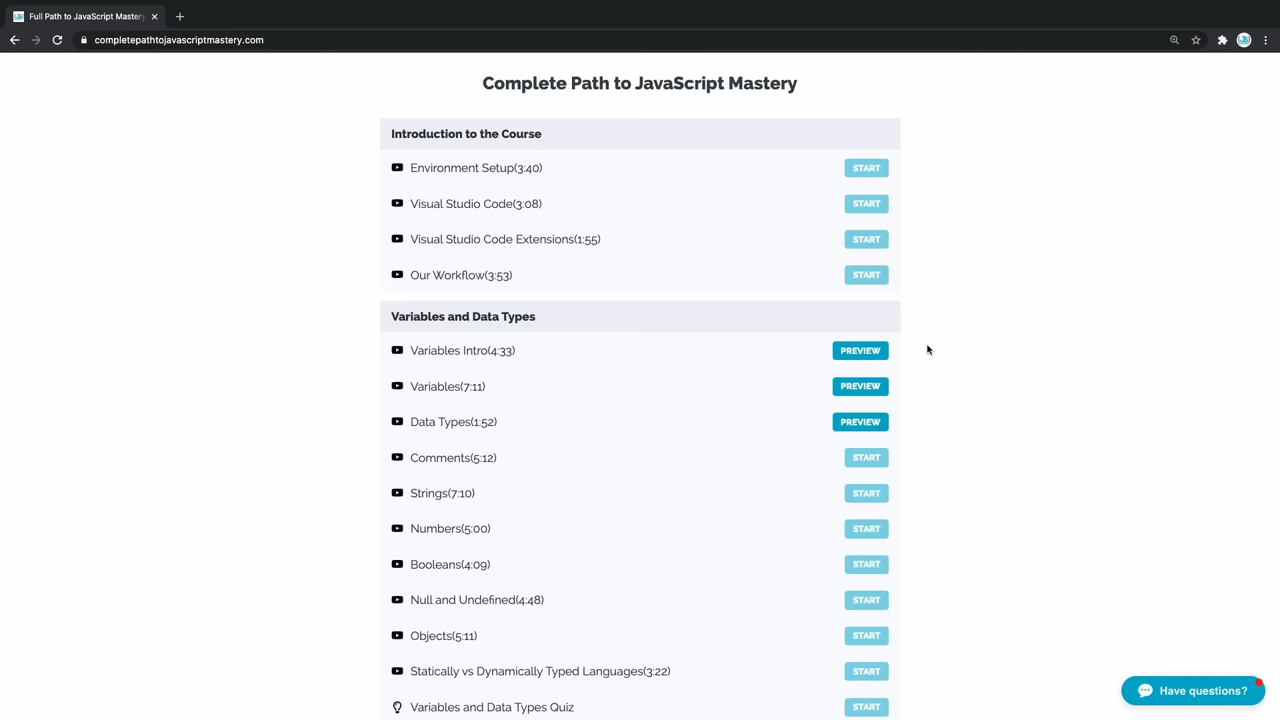 Full Path to JavaScript Mastery
completepathtojavascriptmastery.com
Complete Path to JavaScript Mastery
Introduction to the Course
Environment Setup(3:40) START
Visual Studio Code(3:08) START
Visual Studio Code Extensions(1:55) START
Our Workflow(3:53) START
Variables and Data Types
Variables Intro(4:33) PREVIEW
Variables(7:11) PREVIEW
Data Types(1:52) PREVIEW
Comments(5:12) START
Strings(7:10) START
Numbers(5:00) START
Booleans(4:09) START
Null and Undefined(4:48) START
Objects(5:11) START
Statically vs Dynamically Typed Languages(3:22) START
Have questions?
Variables and Data Types Quiz START